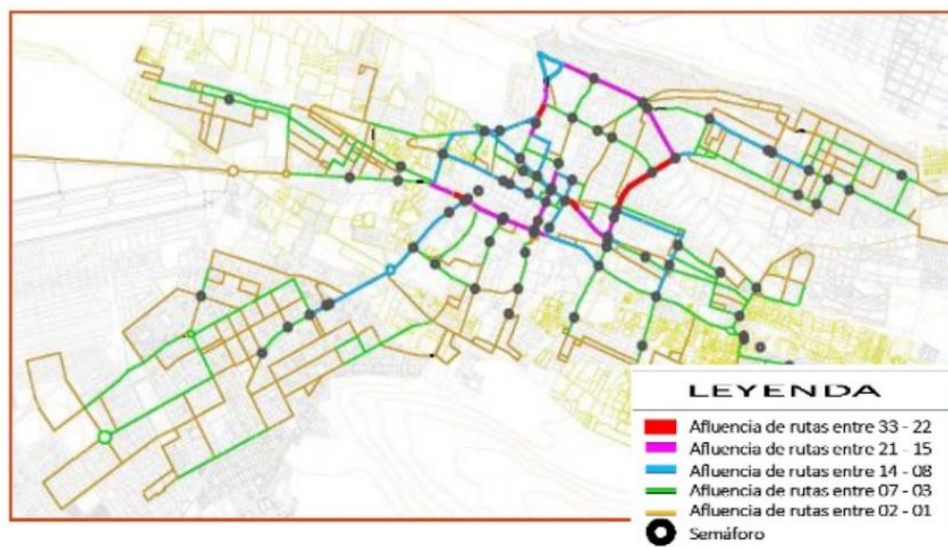 LEYENDA
Afluencia de rutas entre 33 - 22
Afluencia de rutas entre 21 - 15
Afluencia de rutas entre 14 - 08
Afluencia de rutas entre 07 - 03
Afluencia de rutas entre 02 - 01
Semáforo